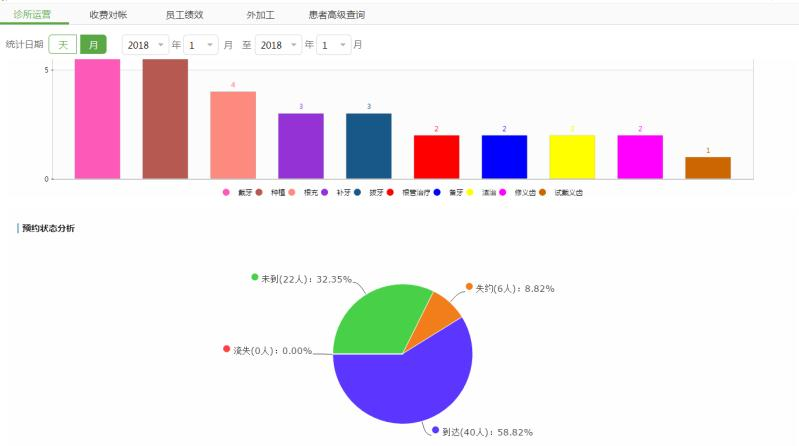 诊所运营 收费对帐 员工绩效 外加工 患者高级查询
统计日期 天 月 2018 年 1 月 至 2018 年 1 月
5
4
3 3
2 2 2 2
1
0
戴牙 种植 根充 补牙 拔牙 根管治疗 备牙 洁治 修义齿 试戴义齿
预约状态分析
未到(22人)：32.35%
失约(6人)：8.82%
流失(0人)：0.00%
到达(40人)：58.82%